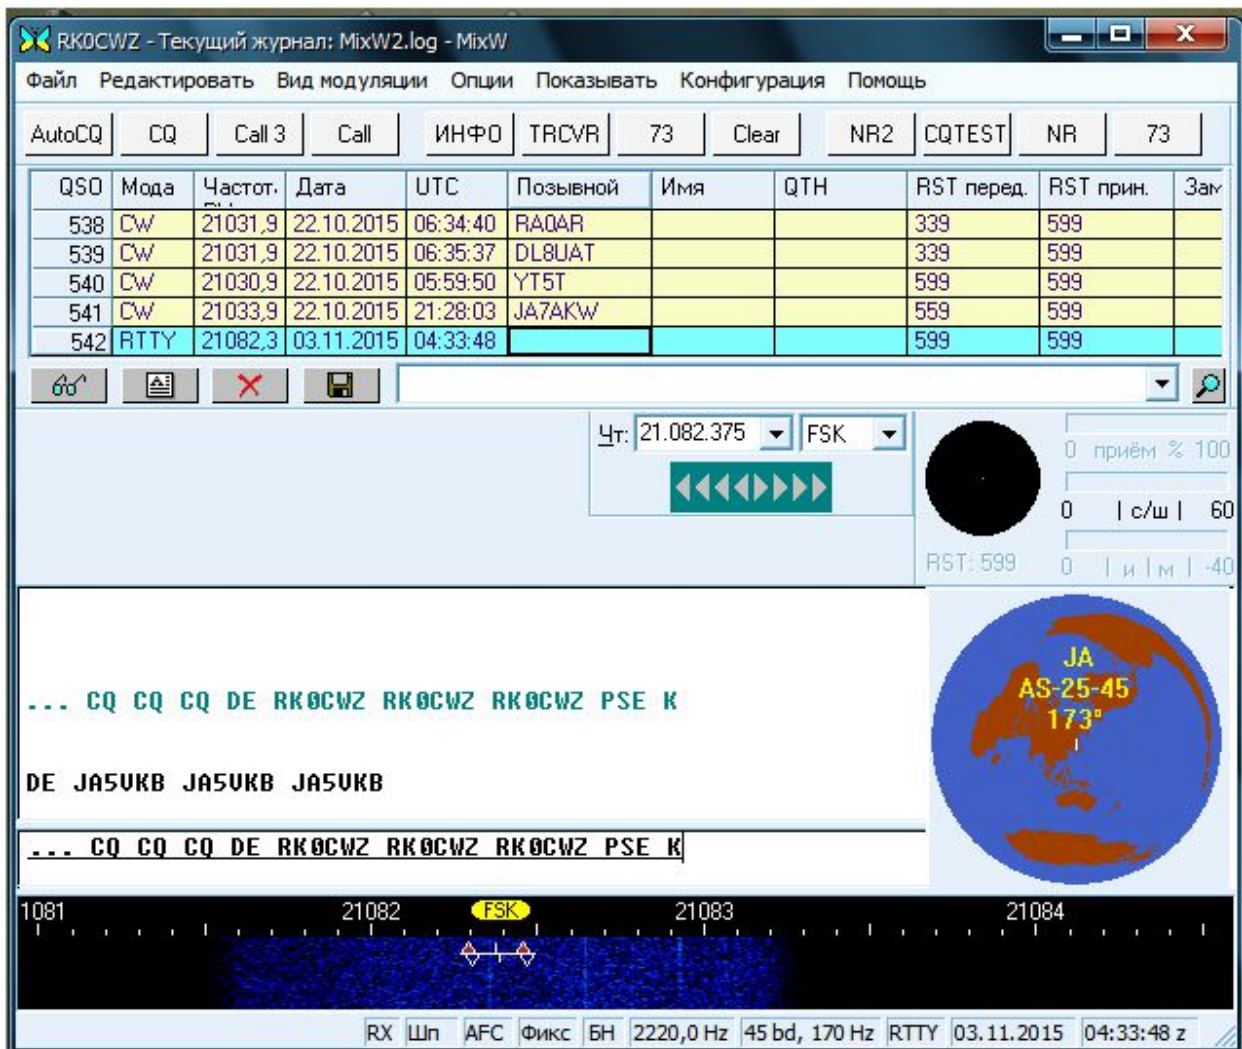 RK0CWZ - Текущий журнал: MixW2.log - MixW
Файл Редактировать Вид модуляции Опции Показывать Конфигурация Помощь
AutoCQ CQ Call 3 Call ИНФО TRCVR 73 Clear NR2 CQTEST NR 73
QSO Мода Частот. Дата UTC Позывной Имя QTH RST перед. RST прин. Зам
538 CW 21031,9 22.10.2015 06:34:40 RA0AR 339 599
539 CW 21031,9 22.10.2015 06:35:37 DL8UAT 339 599
540 CW 21030,9 22.10.2015 05:59:50 YT5T 599 599
541 CW 21033,9 22.10.2015 21:28:03 JA7AKW 559 599
542 RTTY 21082,3 03.11.2015 04:33:48 599 599
Чт: 21.082.375 FSK
0 приём % 100
0 | с/ш | 60
RST: 599 0 | и | м | -40
JA
AS-25-45
173°
... CQ CQ CQ DE RK0CWZ RK0CWZ RK0CWZ PSE K
DE JA5VKB JA5VKB JA5VKB
... CQ CQ CQ DE RK0CWZ RK0CWZ RK0CWZ PSE K
1081 21082 FSK 21083 21084
RX Шп AFC Фикс БН 2220,0 Hz 45 bd, 170 Hz RTTY 03.11.2015 04:33:48 z